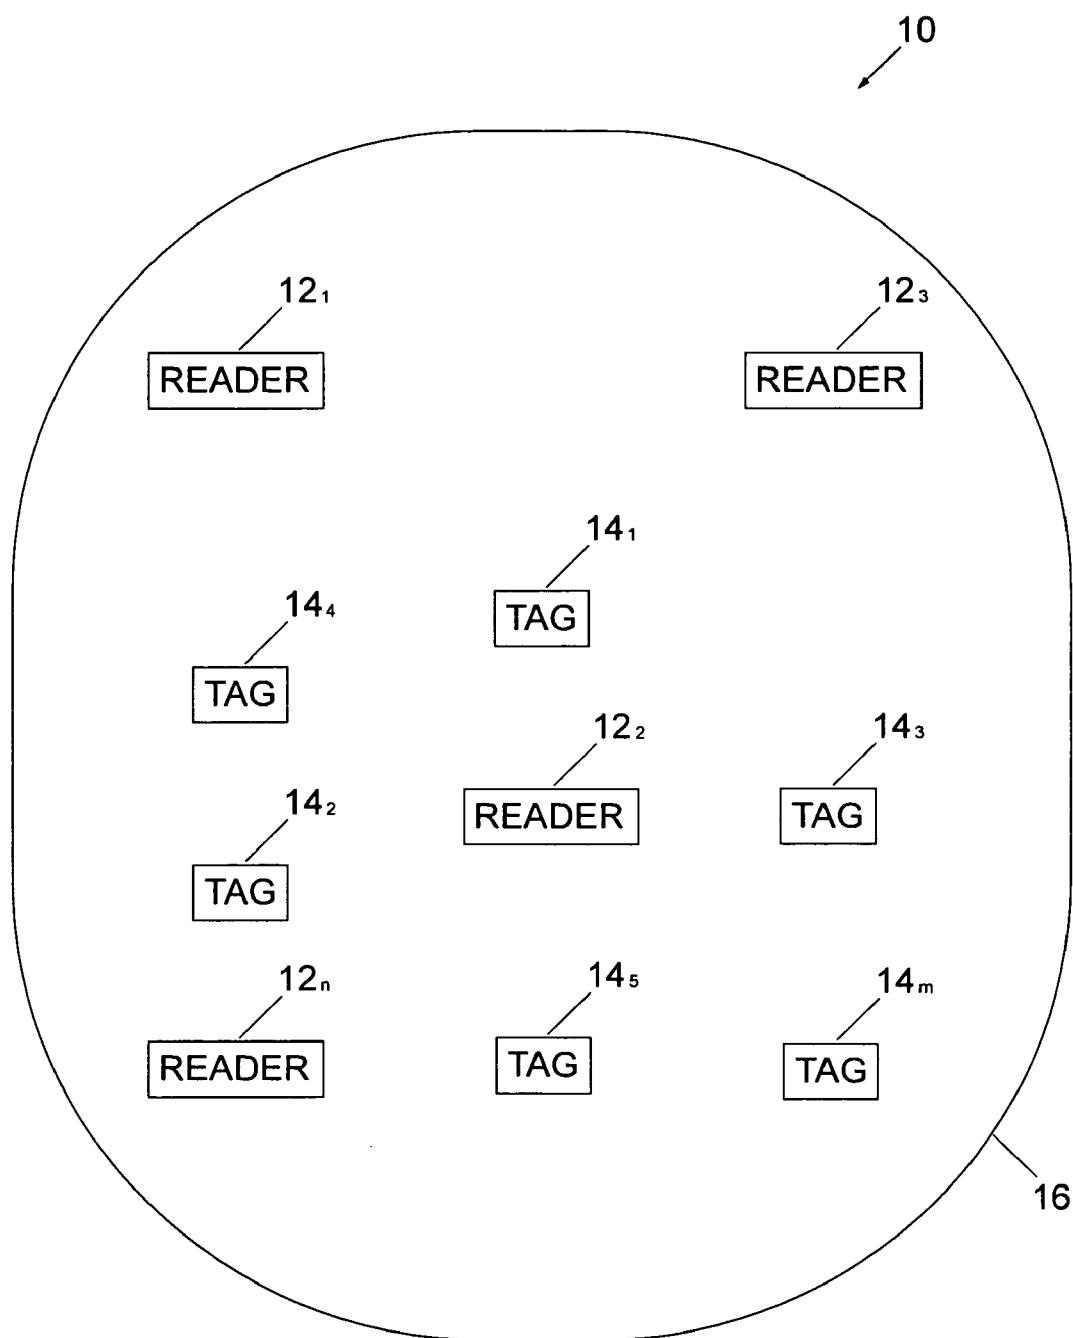 10
12₁
12₃
READER
READER
14₁
TAG
14₄
TAG
12₂
14₃
READER
TAG
14₂
TAG
12ₙ
14₅
14ₘ
READER
TAG
TAG
16